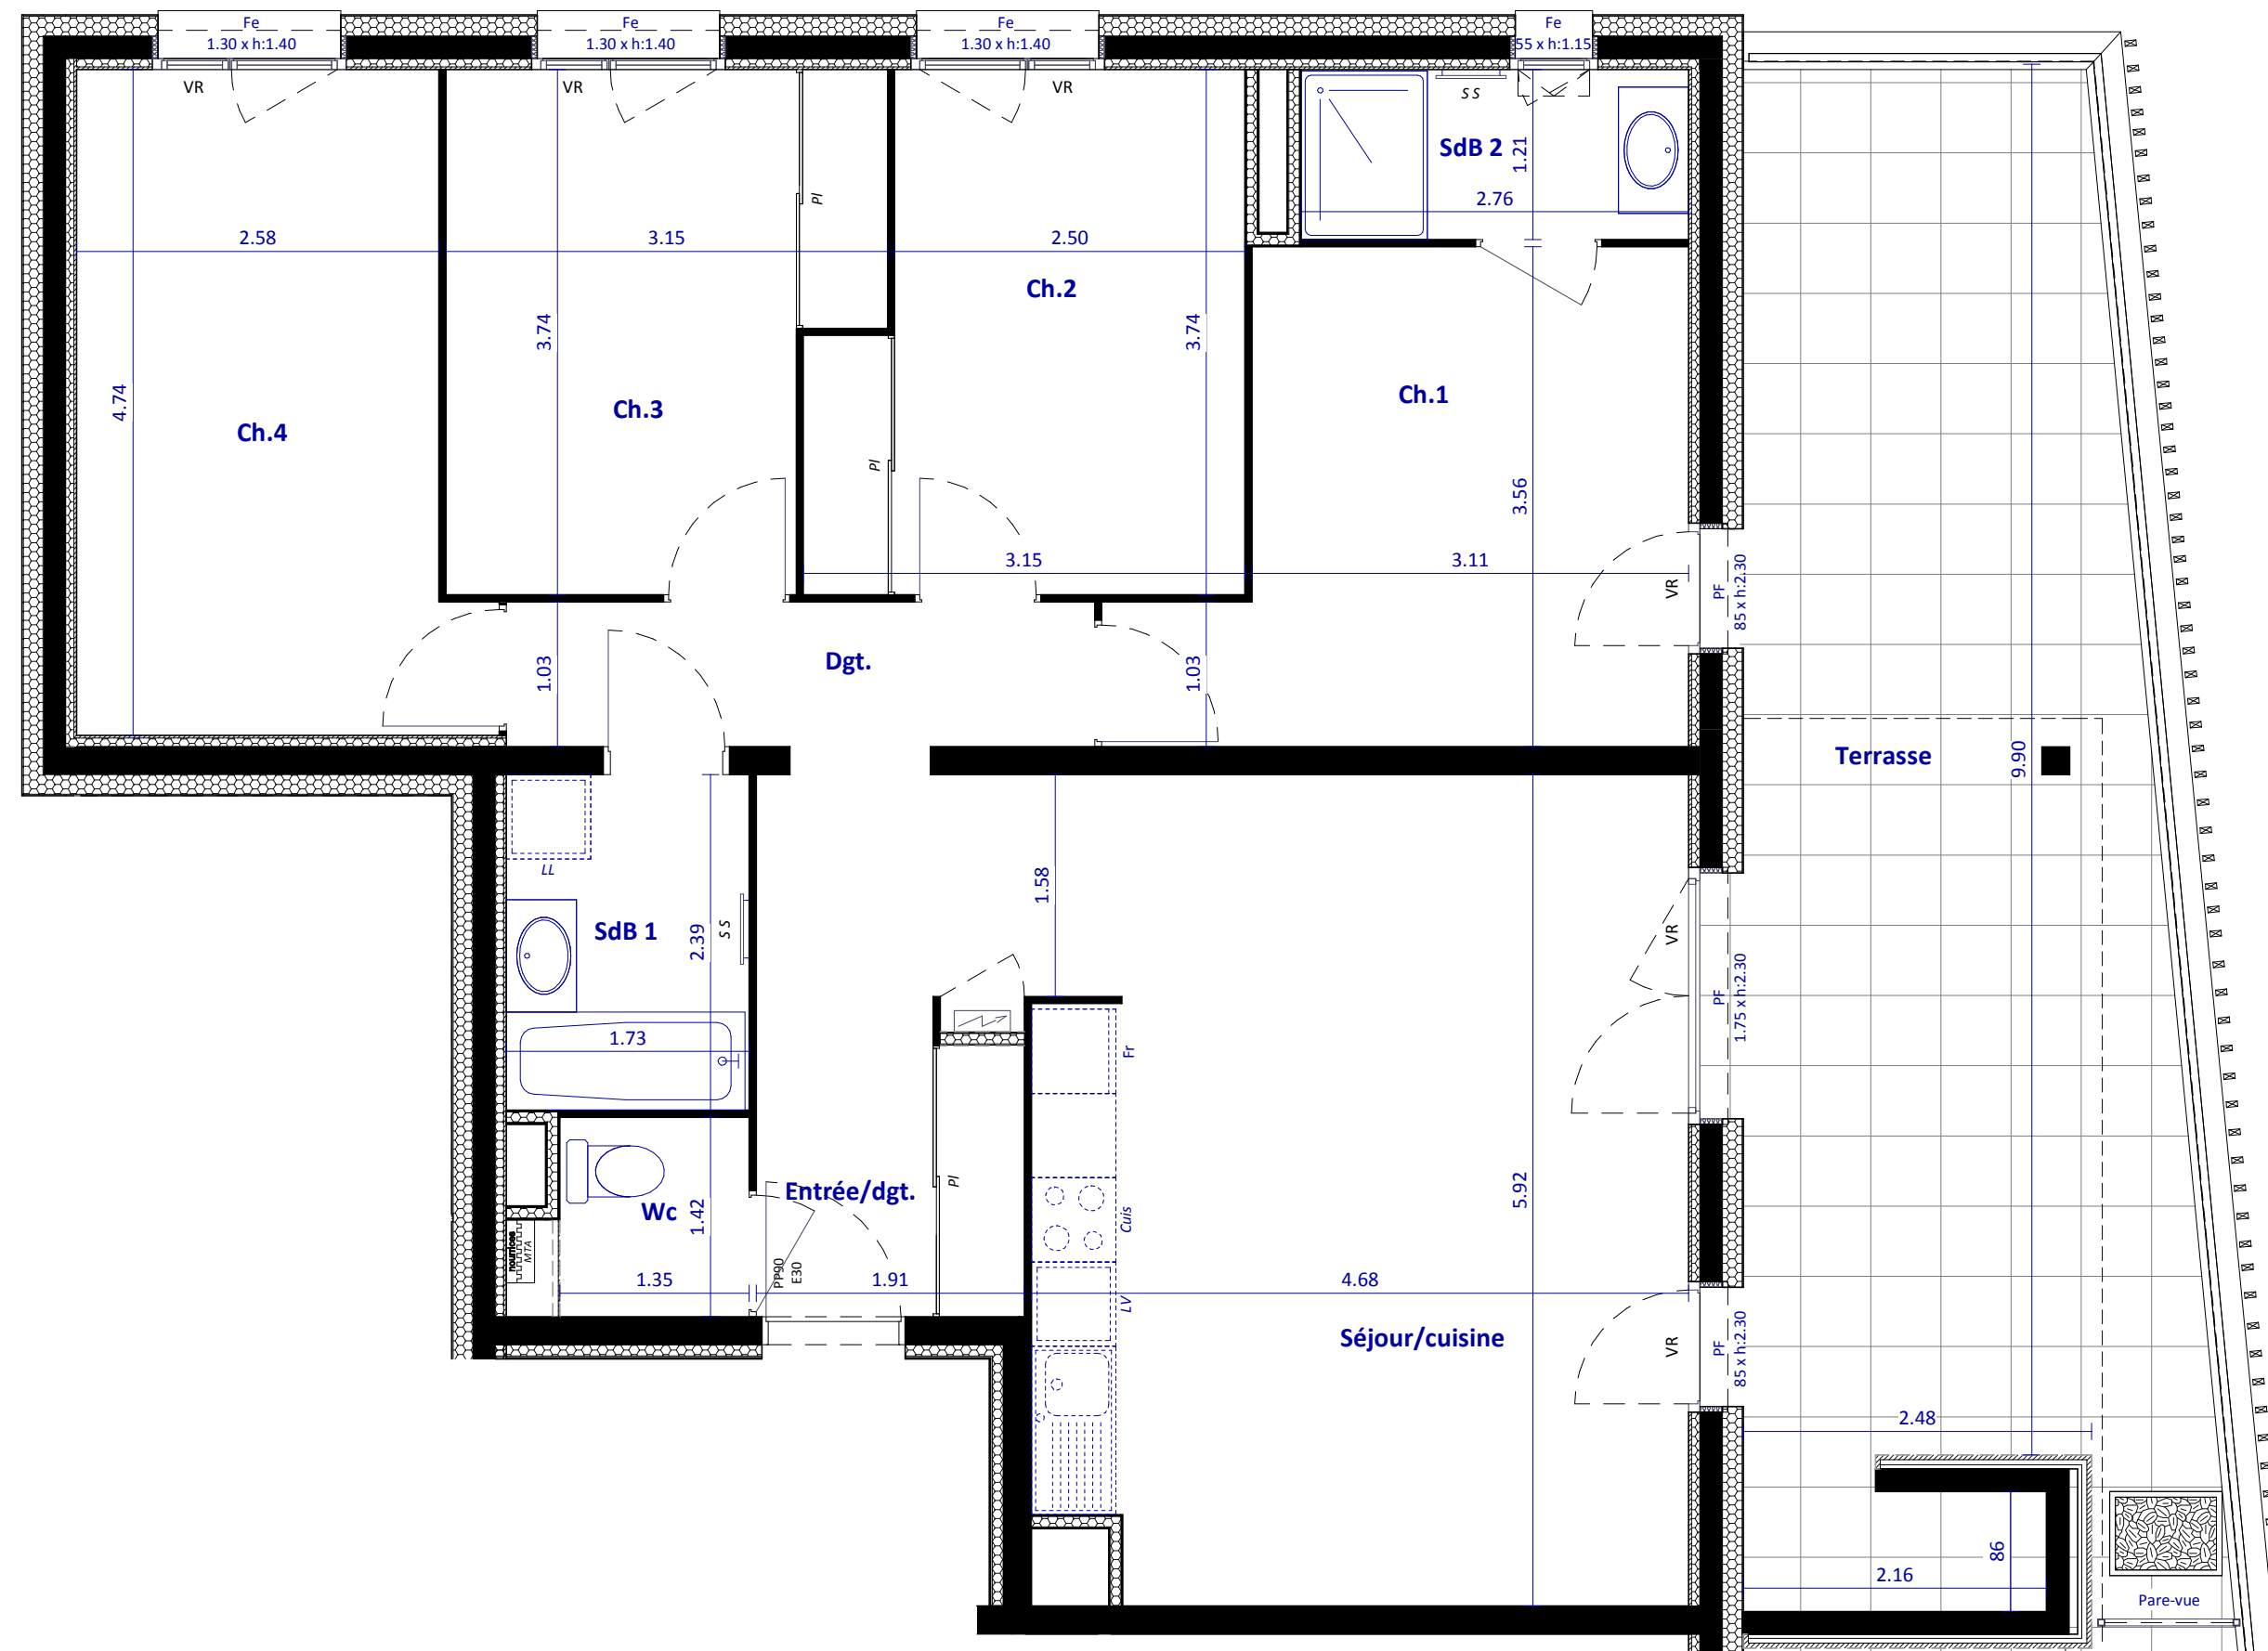 Fe
1.30 x h:1.40
Fe
1.30 x h:1.40
Fe
1.30 x h:1.40
Fe
55 x h:1.15
VR
VR
VR
S S
SdB 2
1.21
2.76
Pl
2.58
3.15
2.50
Ch.2
3.74
3.74
4.74
Ch.1
Ch.3
Ch.4
Pl
3.56
3.15
3.11
VR
PF
85 x h:2.30
Dgt.
1.03
1.03
Terrasse
9.90
LL
1.58
SdB 1
2.39
S S
VR
PF
1.75 x h:2.30
1.73
Fr
Entrée/dgt.
Pl
Wc
1.42
Cuis
5.92
nourrices
MTA
1.35
PP90
E30
1.91
4.68
LV
Séjour/cuisine
VR
PF
85 x h:2.30
2.48
86
2.16
Pare-vue